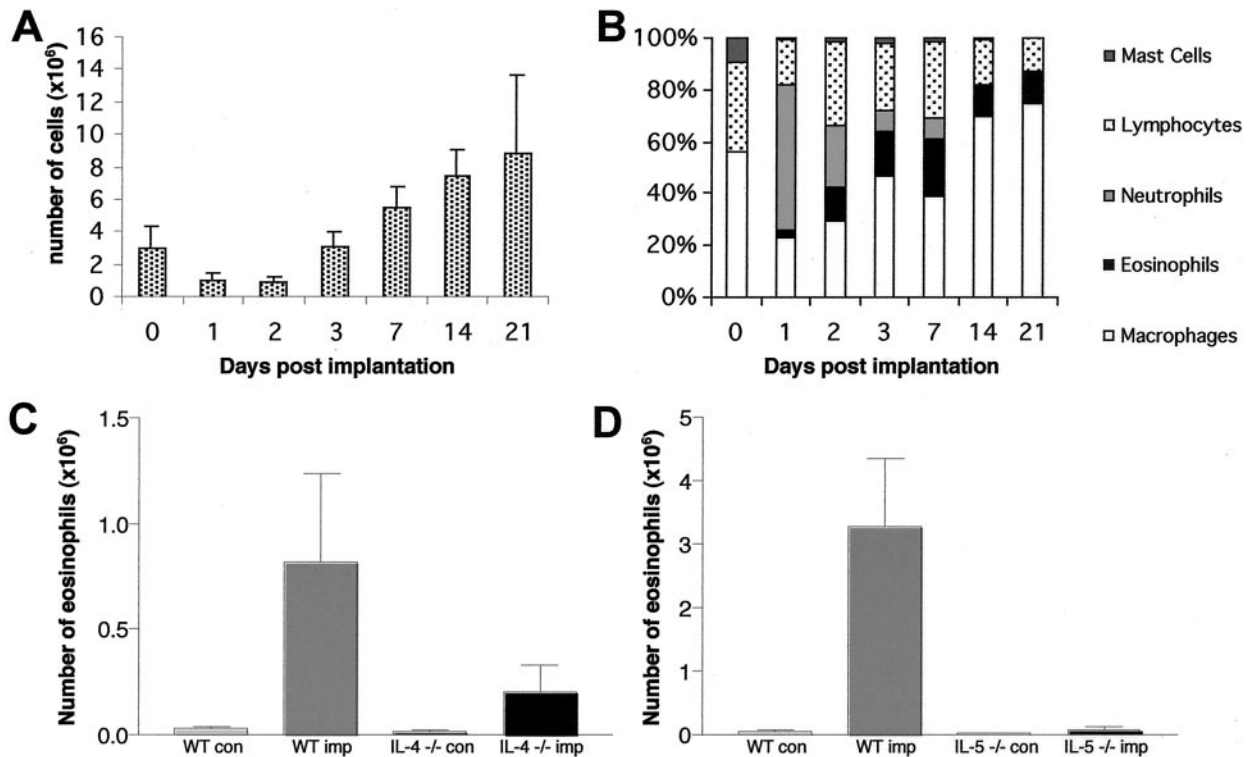 A
number of cells (x10⁶)
16
14
12
10
8
6
4
2
0
0 1 2 3 7 14 21
Days post implantation
B
100%
80%
60%
40%
20%
0%
0 1 2 3 7 14 21
Days post implantation
Mast Cells
Lymphocytes
Neutrophils
Eosinophils
Macrophages
C
Number of eosinophils (x10⁶)
1.5
1.0
0.5
0.0
WT con WT imp IL-4 -/- con IL-4 -/- imp
D
Number of eosinophils (x10⁶)
5
4
3
2
1
0
WT con WT imp IL-5 -/- con IL-5 -/- imp